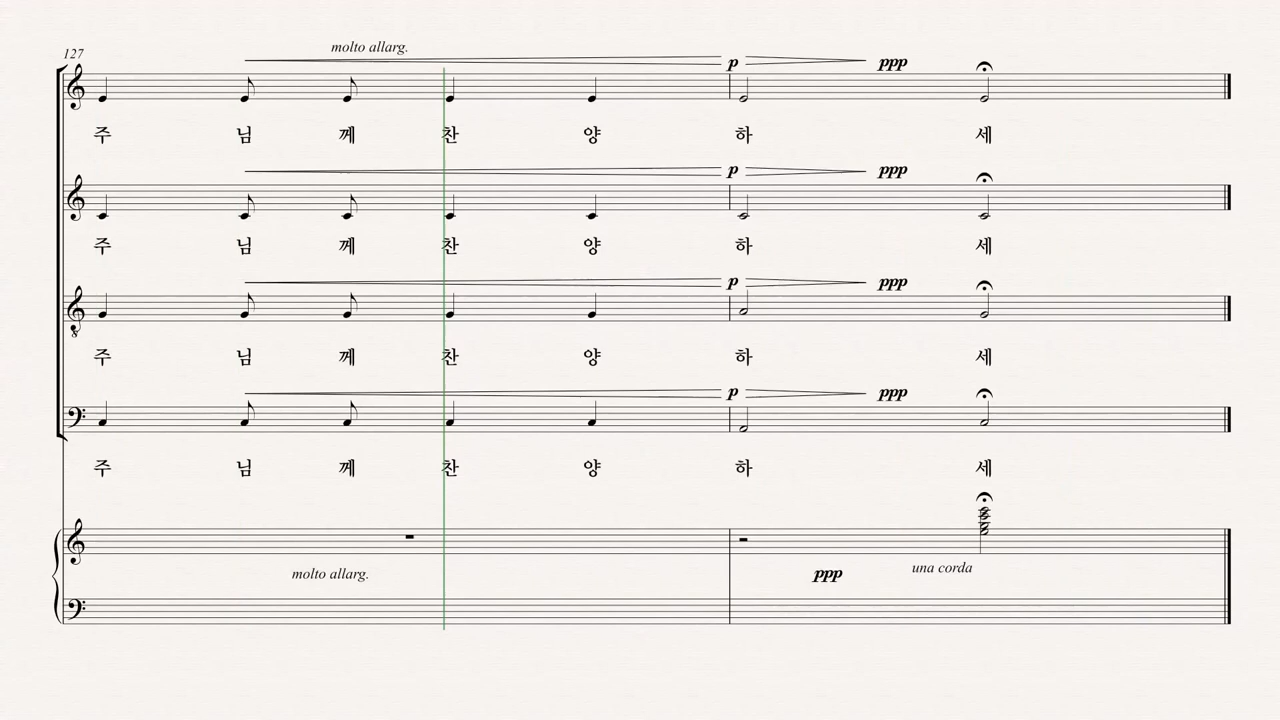 127
molto allarg.
p ppp
주 님 께 찬 양 하 세
p ppp
주 님 께 찬 양 하 세
p ppp
주 님 께 찬 양 하 세
8
p ppp
주 님 께 찬 양 하 세
molto allarg. ppp una corda